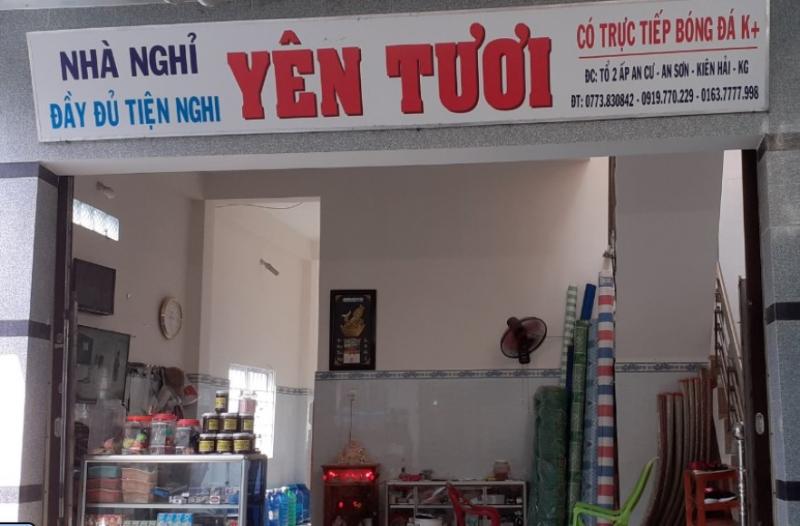 NHÀ NGHỈ
ĐẦY ĐỦ TIỆN NGHI
YÊN TƯƠI
CÓ TRỰC TIẾP BÓNG ĐÁ K+
ĐC: TỔ 2 ẤP AN CƯ - AN SƠN - KIÊN HẢI - KG
ĐT: 0773.830842 - 0919.770.229 - 0163.7777.998